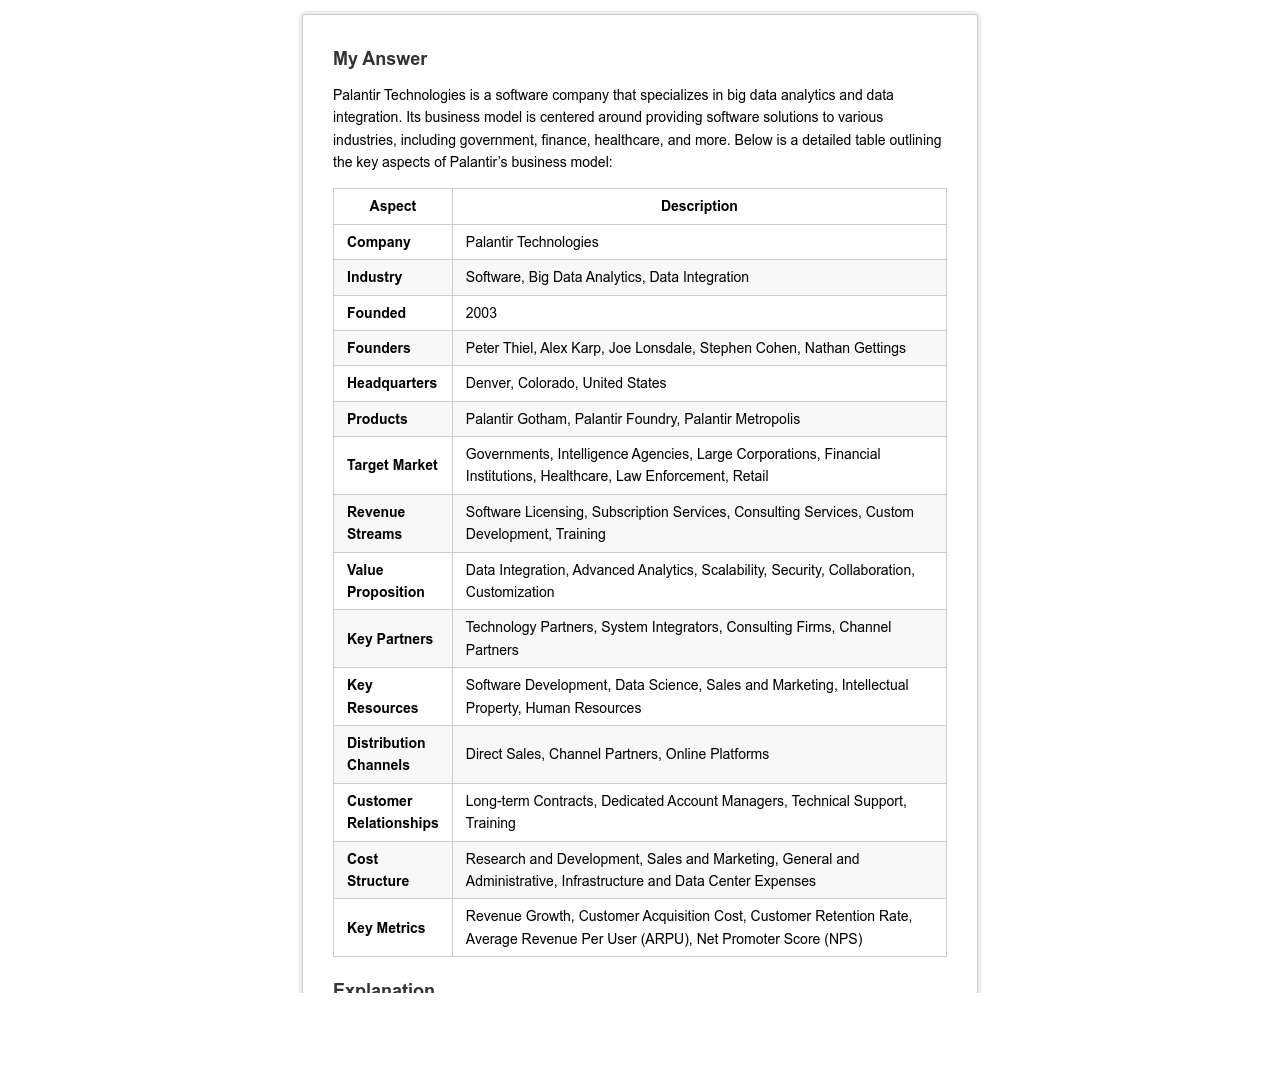 My Answer
Palantir Technologies is a software company that specializes in big data analytics and data
integration. Its business model is centered around providing software solutions to various
industries, including government, finance, healthcare, and more. Below is a detailed table outlining
the key aspects of Palantir’s business model:
Aspect Description
Company Palantir Technologies
Industry Software, Big Data Analytics, Data Integration
Founded 2003
Founders Peter Thiel, Alex Karp, Joe Lonsdale, Stephen Cohen, Nathan Gettings
Headquarters Denver, Colorado, United States
Products Palantir Gotham, Palantir Foundry, Palantir Metropolis
Target Market Governments, Intelligence Agencies, Large Corporations, Financial
Institutions, Healthcare, Law Enforcement, Retail
Revenue Software Licensing, Subscription Services, Consulting Services, Custom
Streams Development, Training
Value Data Integration, Advanced Analytics, Scalability, Security, Collaboration,
Proposition Customization
Key Partners Technology Partners, System Integrators, Consulting Firms, Channel
Partners
Key Software Development, Data Science, Sales and Marketing, Intellectual
Resources Property, Human Resources
Distribution
Channels Direct Sales, Channel Partners, Online Platforms
Customer Long-term Contracts, Dedicated Account Managers, Technical Support,
Relationships Training
Cost Research and Development, Sales and Marketing, General and
Structure Administrative, Infrastructure and Data Center Expenses
Key Metrics Revenue Growth, Customer Acquisition Cost, Customer Retention Rate,
Average Revenue Per User (ARPU), Net Promoter Score (NPS)
Explanation